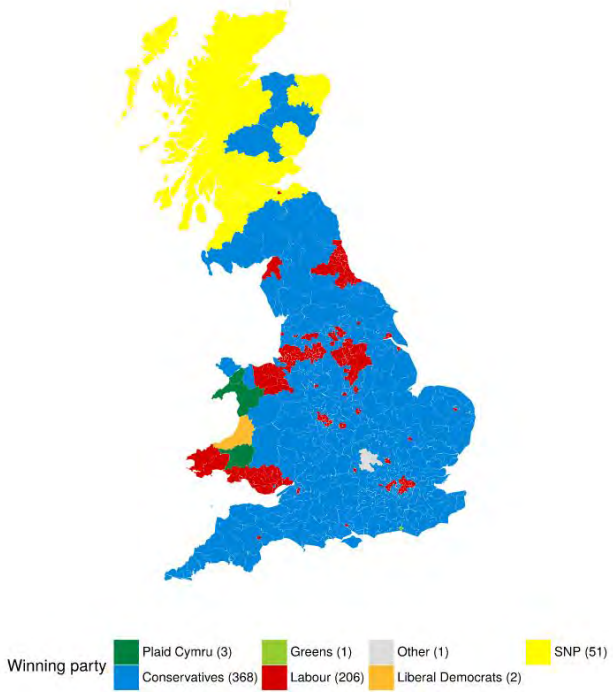 Winning party
Plaid Cymru (3)
Greens (1)
Other (1)
SNP (51)
Conservatives (368)
Labour (206)
Liberal Democrats (2)